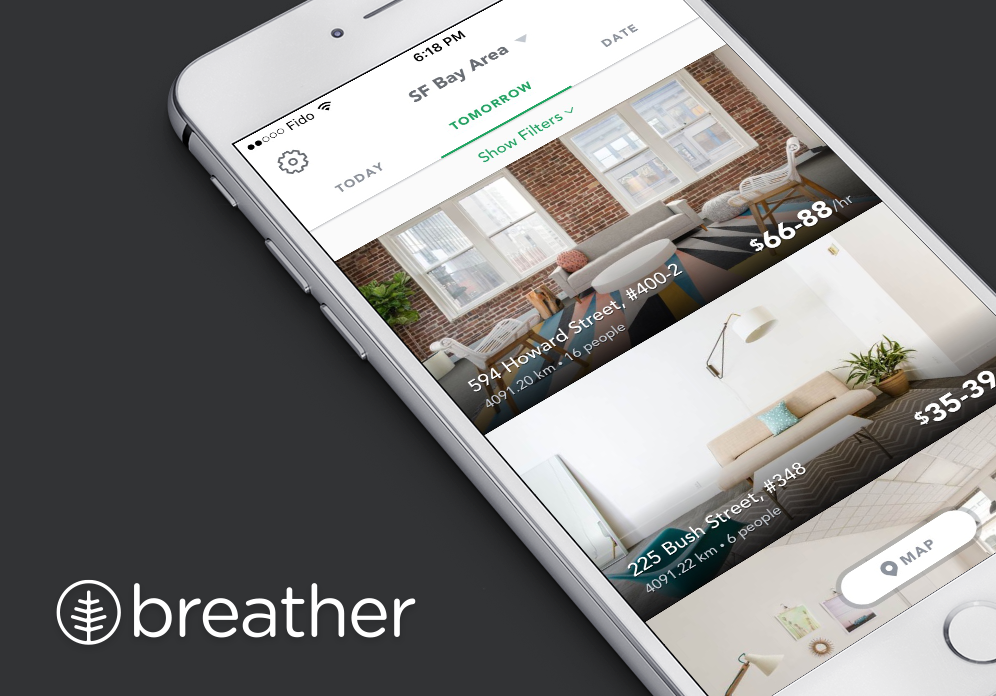 Fido
6:18 PM
SF Bay Area
TODAY
TOMORROW
DATE
Show Filters
594 Howard Street, #400-2
4091.20 km • 16 people
$66-88/hr
225 Bush Street, #348
4091.22 km • 6 people
$35-39
MAP
breather